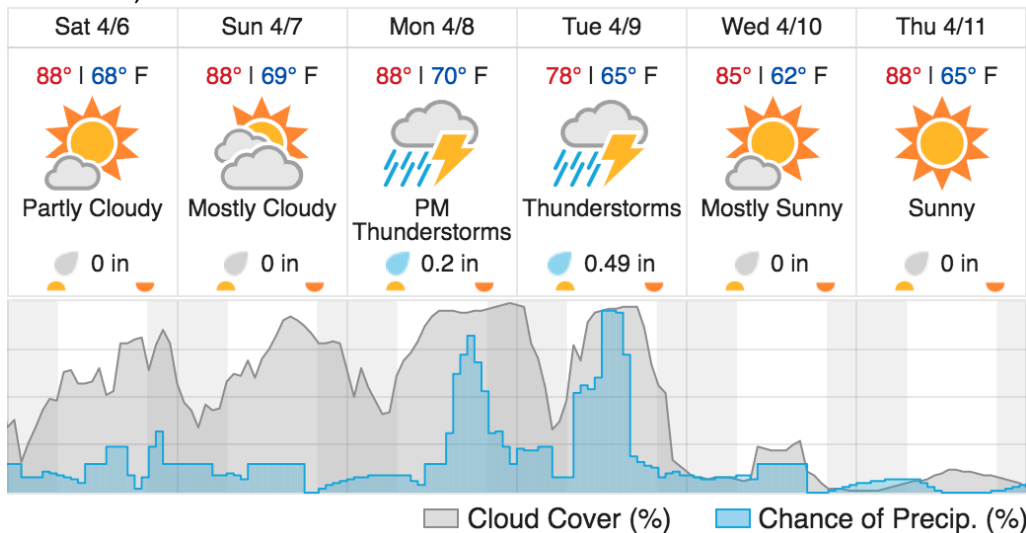 Sat 4/6 Sun 4/7 Mon 4/8 Tue 4/9 Wed 4/10 Thu 4/11
88° | 68° F 88° | 69° F 88° | 70° F 78° | 65° F 85° | 62° F 88° | 65° F
Partly Cloudy Mostly Cloudy PM Thunderstorms Mostly Sunny Sunny
Thunderstorms
0 in 0 in 0.2 in 0.49 in 0 in 0 in
Cloud Cover (%) Chance of Precip. (%)